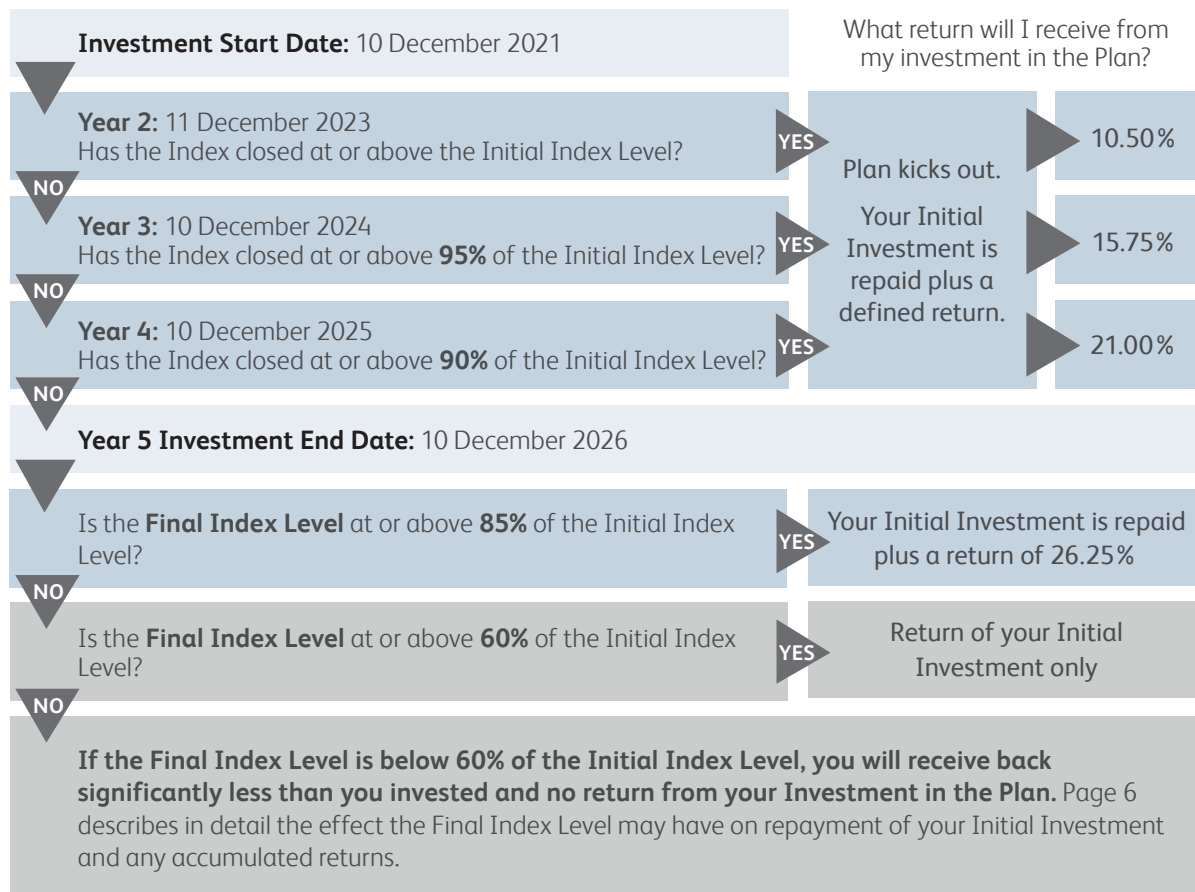 Investment Start Date: 10 December 2021
What return will I receive from
my investment in the Plan?
Year 2: 11 December 2023
Has the Index closed at or above the Initial Index Level?
YES
10.50%
NO
Plan kicks out.
Your Initial
Investment is
repaid plus a
defined return.
Year 3: 10 December 2024
Has the Index closed at or above 95% of the Initial Index Level?
YES
15.75%
NO
Year 4: 10 December 2025
Has the Index closed at or above 90% of the Initial Index Level?
YES
21.00%
NO
Year 5 Investment End Date: 10 December 2026
Is the Final Index Level at or above 85% of the Initial Index
Level?
YES
Your Initial Investment is repaid
plus a return of 26.25%
NO
Is the Final Index Level at or above 60% of the Initial Index
Level?
YES
Return of your Initial
Investment only
NO
If the Final Index Level is below 60% of the Initial Index Level, you will receive back
significantly less than you invested and no return from your Investment in the Plan. Page 6
describes in detail the effect the Final Index Level may have on repayment of your Initial Investment
and any accumulated returns.